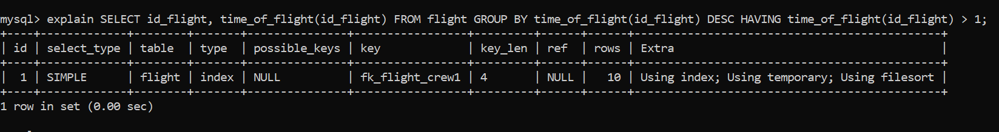 mysql> explain SELECT id_flight, time_of_flight(id_flight) FROM flight GROUP BY time_of_flight(id_flight) DESC HAVING time_of_flight(id_flight) > 1;
+----+-------------+--------+-------+---------------+-----------------+---------+------+------+----------------------------------------------+
| id | select_type | table  | type  | possible_keys | key             | key_len | ref  | rows | Extra                                        |
+----+-------------+--------+-------+---------------+-----------------+---------+------+------+----------------------------------------------+
|  1 | SIMPLE      | flight | index | NULL          | fk_flight_crew1 | 4       | NULL |   10 | Using index; Using temporary; Using filesort |
+----+-------------+--------+-------+---------------+-----------------+---------+------+------+----------------------------------------------+
1 row in set (0.00 sec)